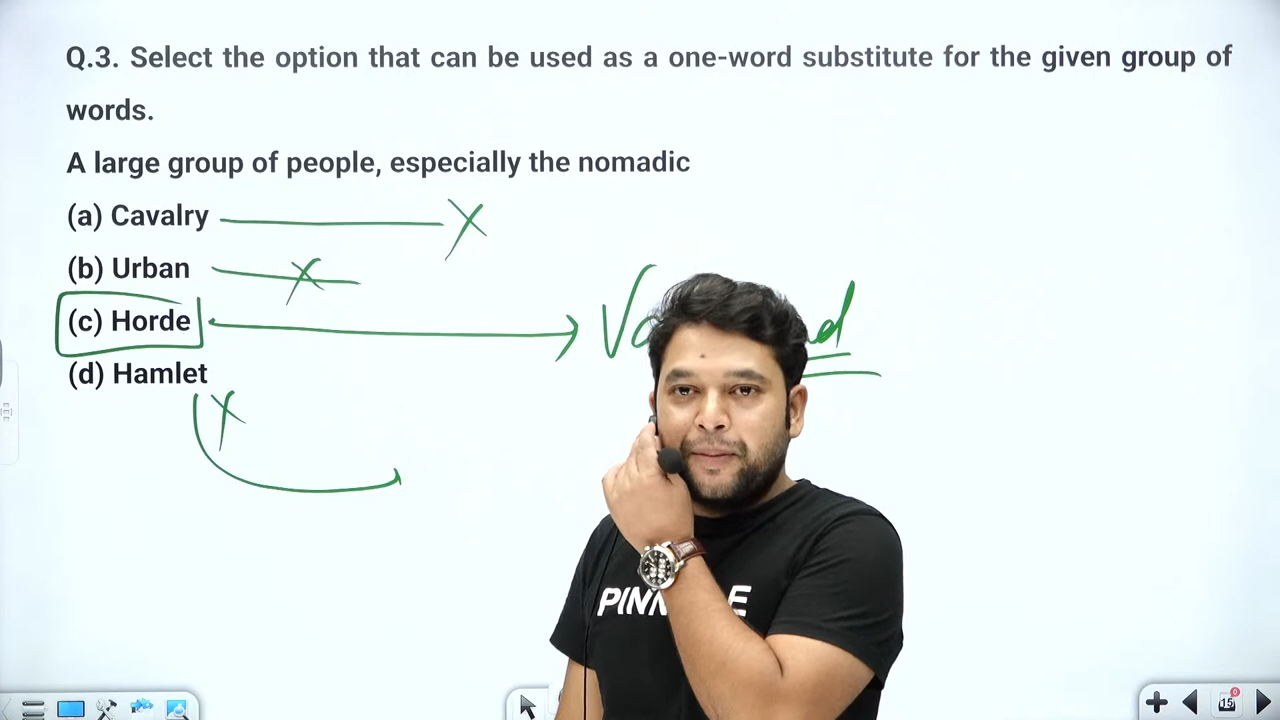 Q.3. Select the option that can be used as a one-word substitute for the given group of
words.
A large group of people, especially the nomadic
(a) Cavalry
(b) Urban
(c) Horde
(d) Hamlet
15